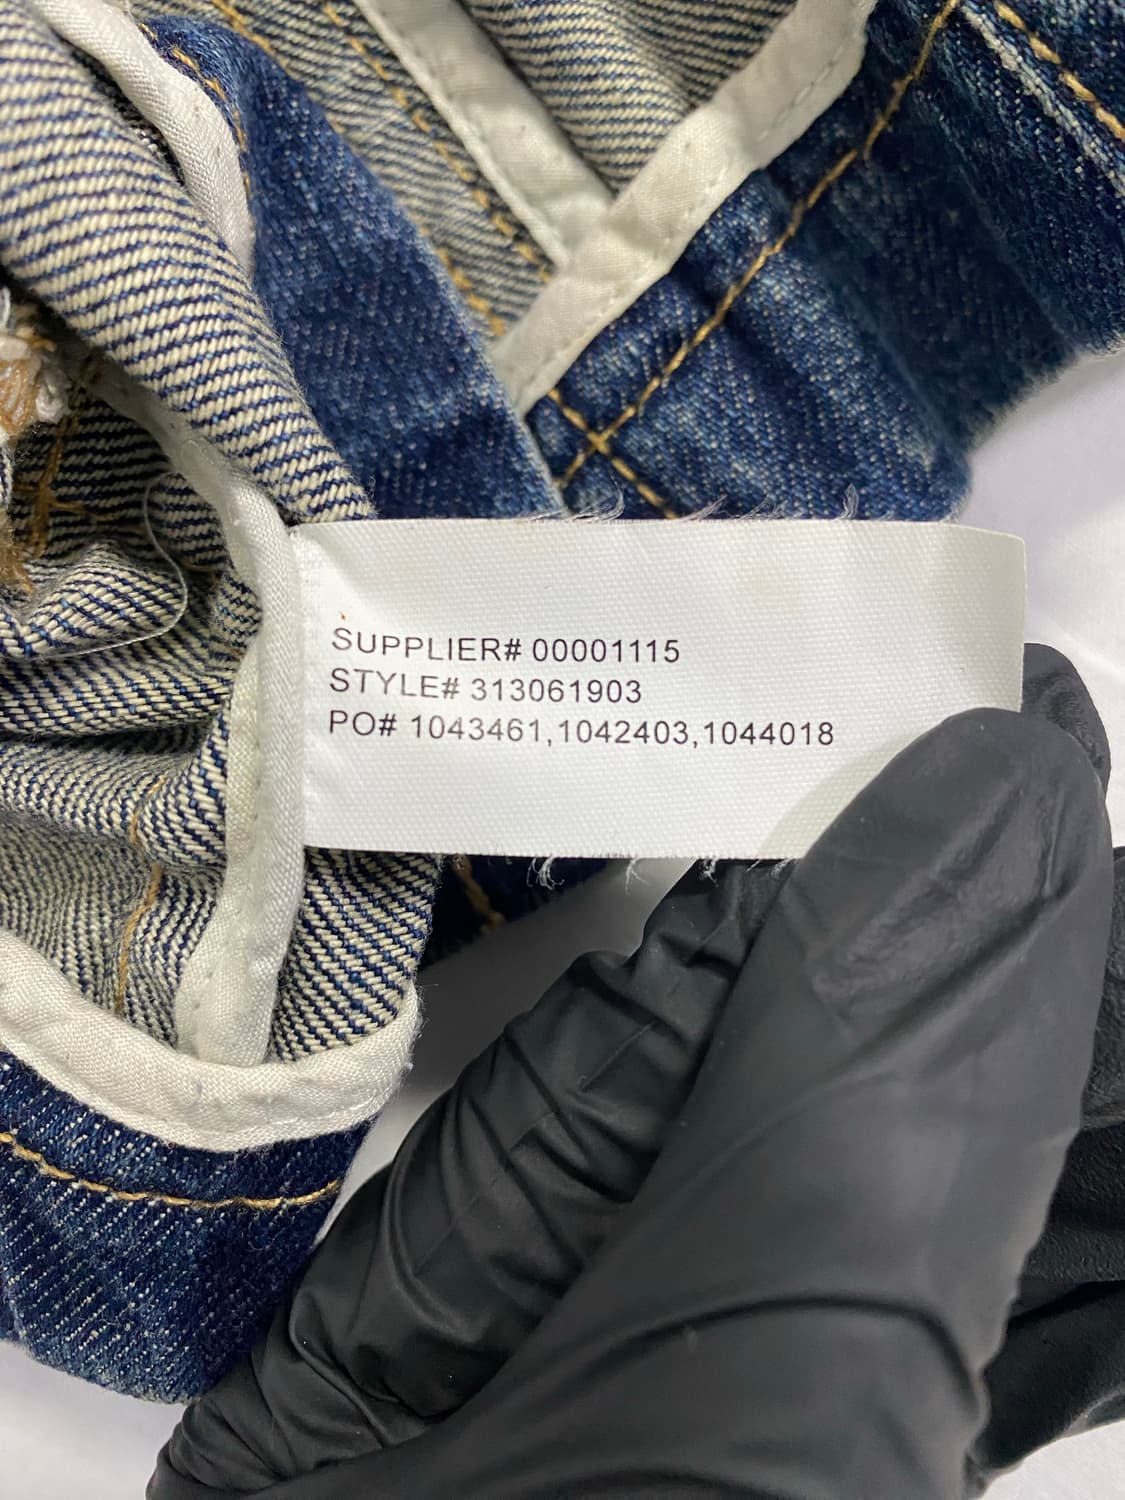 SUPPLIER# 00001115
STYLE# 313061903
PO# 1043461,1042403,1044018